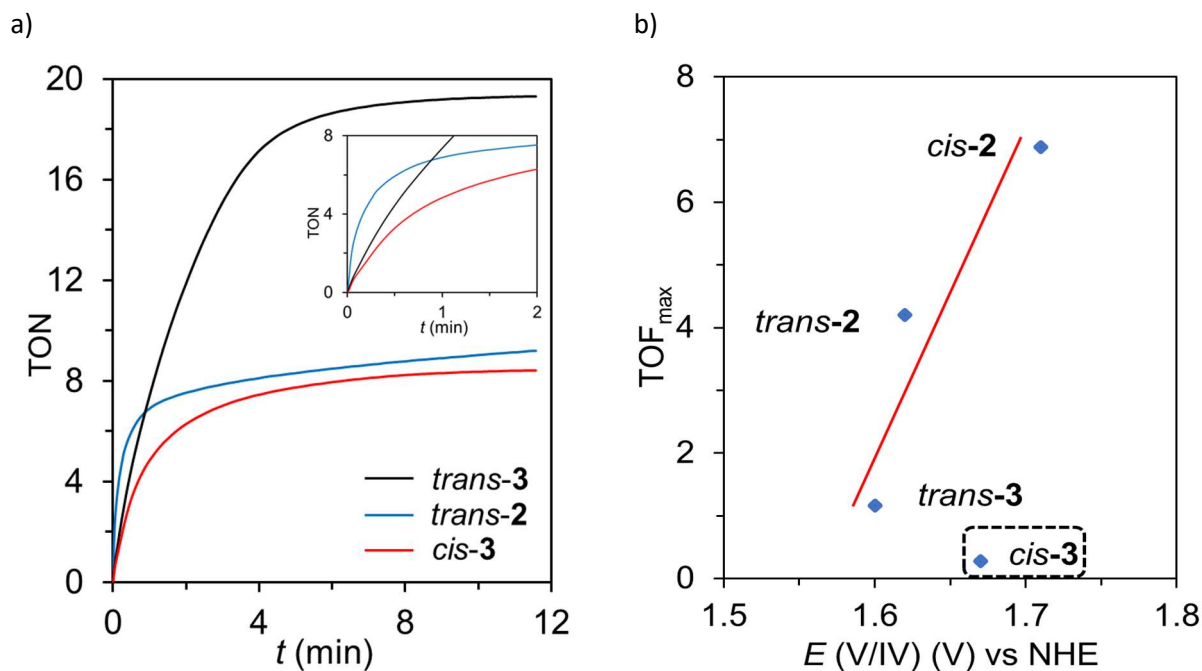 a)
20
16
12
8
4
0
TON
0
4
8
12
t (min)
8
4
0
TON
0
1
2
t (min)
trans-3
trans-2
cis-3
b)
8
6
4
2
0
TOFmax
cis-2
trans-2
trans-3
cis-3
1.5
1.6
1.7
1.8
E (V/IV) (V) vs NHE